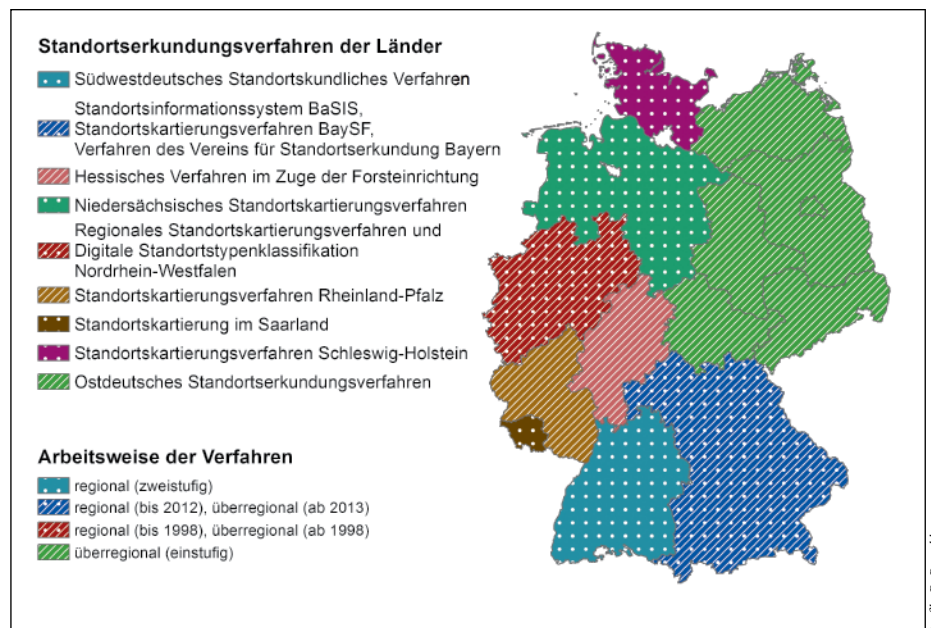 Standortserkundungsverfahren der Länder
Südwestdeutsches Standortskundliches Verfahren
Standortsinformationssystem BaSIS,
Standortskartierungsverfahren BaySF,
Verfahren des Vereins für Standortserkundung Bayern
Hessisches Verfahren im Zuge der Forsteinrichtung
Niedersächsisches Standortskartierungsverfahren
Regionales Standortskartierungsverfahren und
Digitale Standortstypenklassifikation
Nordrhein-Westfalen
Standortskartierungsverfahren Rheinland-Pfalz
Standortskartierung im Saarland
Standortskartierungsverfahren Schleswig-Holstein
Ostdeutsches Standortserkundungsverfahren
Arbeitsweise der Verfahren
regional (zweistufig)
regional (bis 2012), überregional (ab 2013)
regional (bis 1998), überregional (ab 1998)
überregional (einstufig)